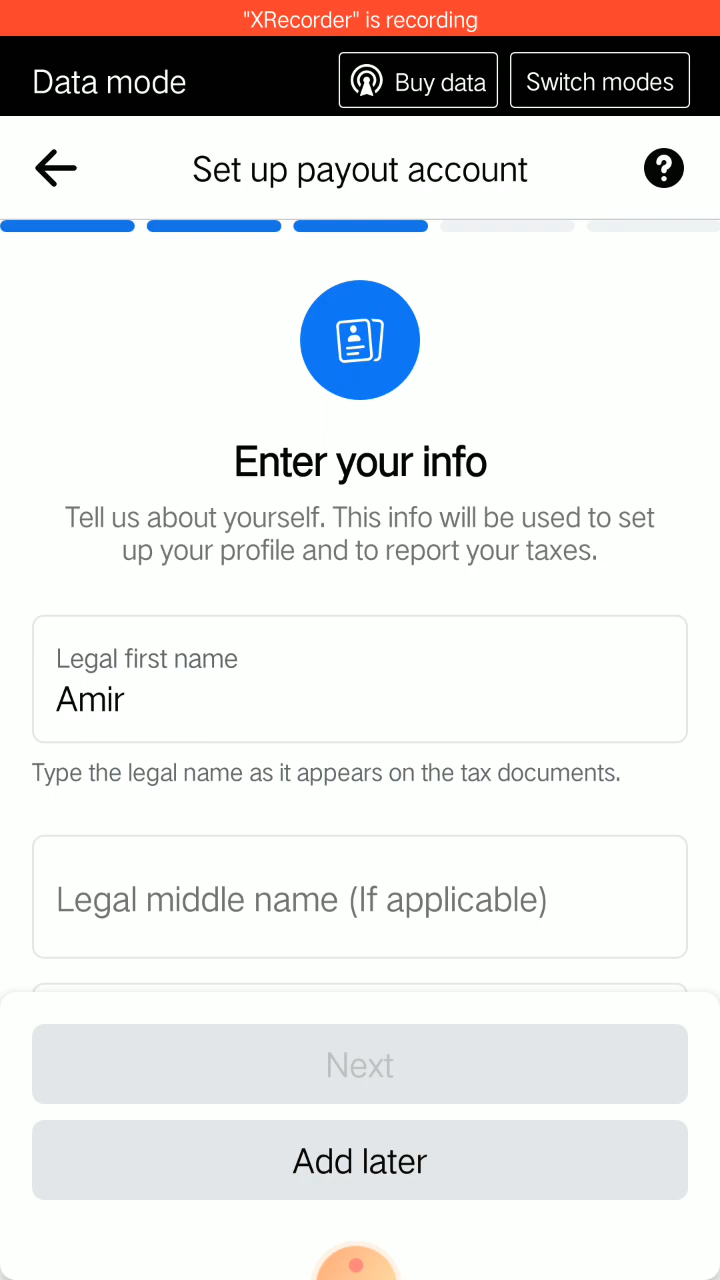 "XRecorder" is recording
Data mode
Buy data
Switch modes
Set up payout account
?
Enter your info
Tell us about yourself. This info will be used to set
up your profile and to report your taxes.
Legal first name
Amir
Type the legal name as it appears on the tax documents.
Legal middle name (If applicable)
Next
Add later